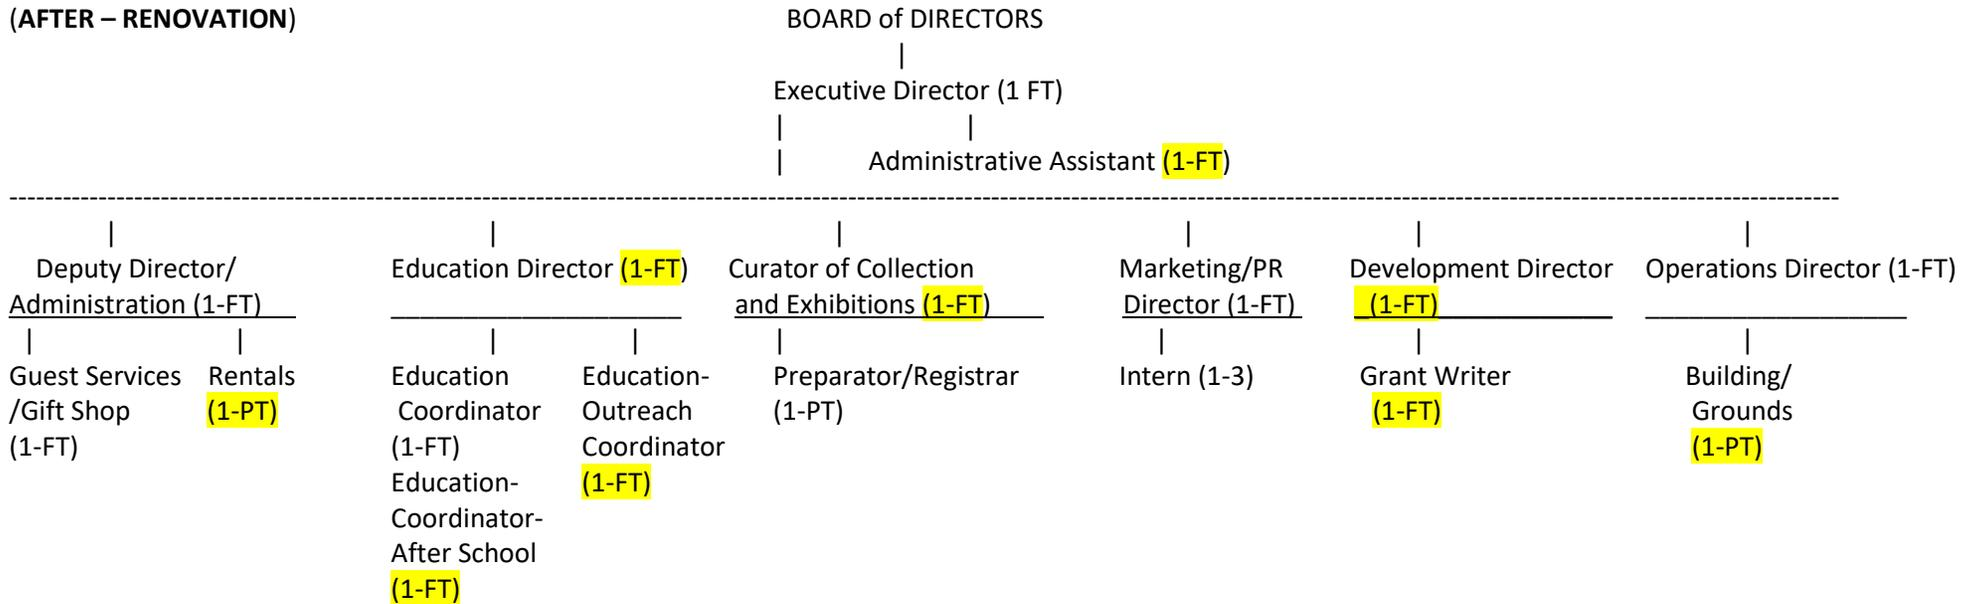 (AFTER – RENOVATION) BOARD of DIRECTORS
Executive Director (1 FT)
Administrative Assistant (1-FT)
Deputy Director/
Administration (1-FT)
Guest Services
/Gift Shop
(1-FT)
Rentals
(1-PT)
Education Director (1-FT)
Education
Coordinator
(1-FT)
Education-
Coordinator-
After School
(1-FT)
Education-
Outreach
Coordinator
(1-FT)
Curator of Collection
and Exhibitions (1-FT)
Preparator/Registrar
(1-PT)
Marketing/PR
Director (1-FT)
Intern (1-3)
Development Director
(1-FT)
Grant Writer
(1-FT)
Operations Director (1-FT)
Building/
Grounds
(1-PT)